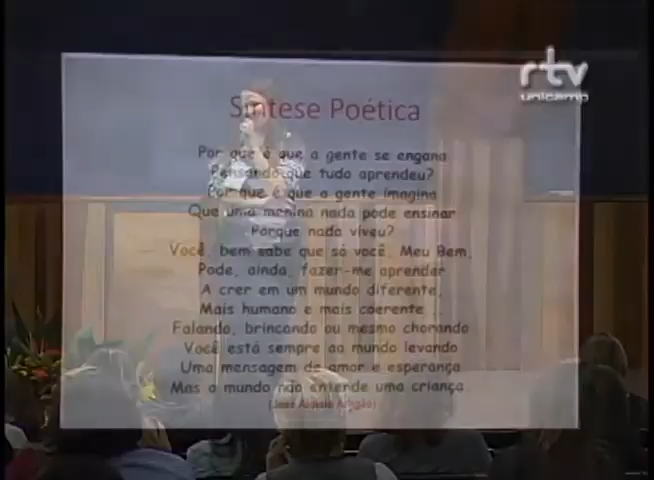 rtv
unicamp
Síntese Poética
Por que é que a gente se engana
Pensando que tudo aprendeu?
Por que é que a gente imagina
Que uma menina nada pode ensinar
Porque nada viveu?
Você, bem sabe que só você, Meu Bem,
Pode, ainda, fazer-me aprender
A crer em um mundo diferente,
Mais humano e mais coerente
Falando, brincando ou mesmo chorando
Você está sempre ao mundo levando
Uma mensagem de amor e esperança
Mas o mundo não entende uma criança